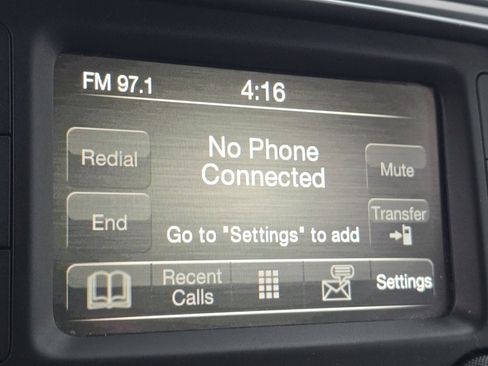 FM 97.1
4:16
Redial
No Phone
Connected
Mute
End
Go to "Settings" to add
Transfer
Recent
Calls
Settings